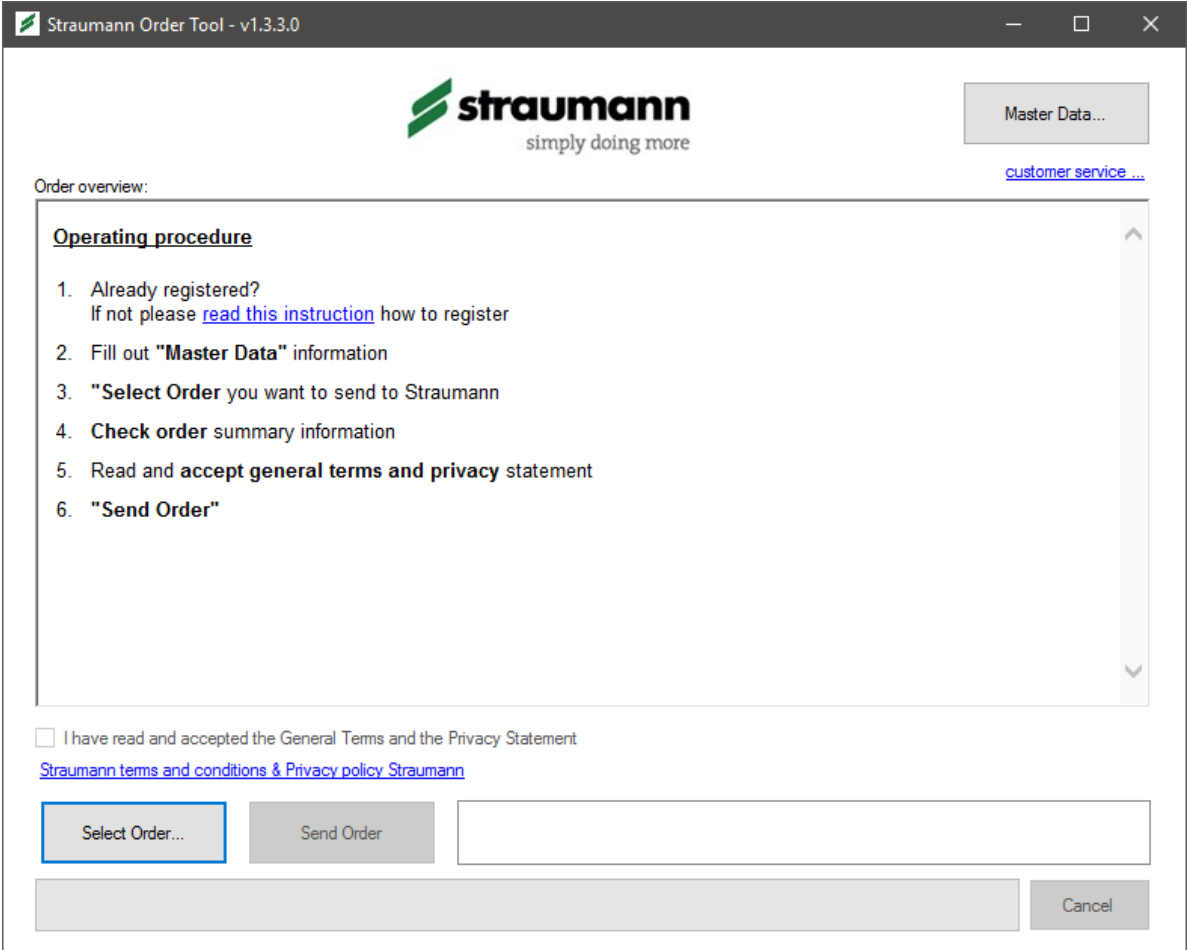 Straumann Order Tool - v1.3.3.0
straumann
simply doing more
Master Data...
customer service ...
Order overview:
Operating procedure
1. Already registered?
If not please read this instruction how to register
2. Fill out "Master Data" information
3. "Select Order you want to send to Straumann
4. Check order summary information
5. Read and accept general terms and privacy statement
6. "Send Order"
I have read and accepted the General Terms and the Privacy Statement
Straumann terms and conditions & Privacy policy Straumann
Select Order...
Send Order
Cancel